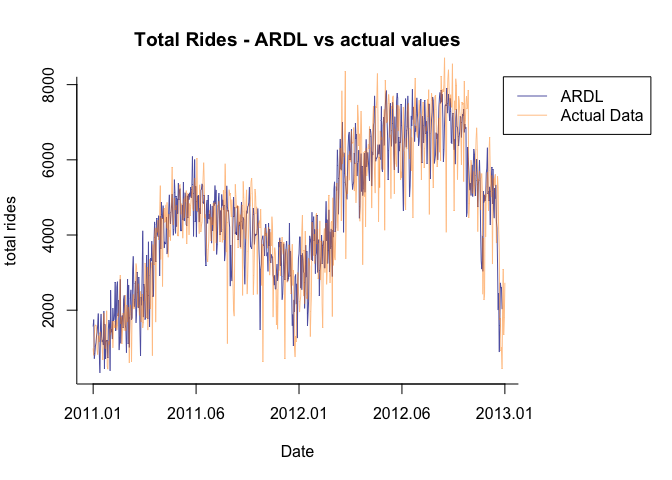 Total Rides - ARDL vs actual values
ARDL
Actual Data
total rides
8000
6000
4000
2000
2011.01
2011.06
2012.01
2012.06
2013.01
Date